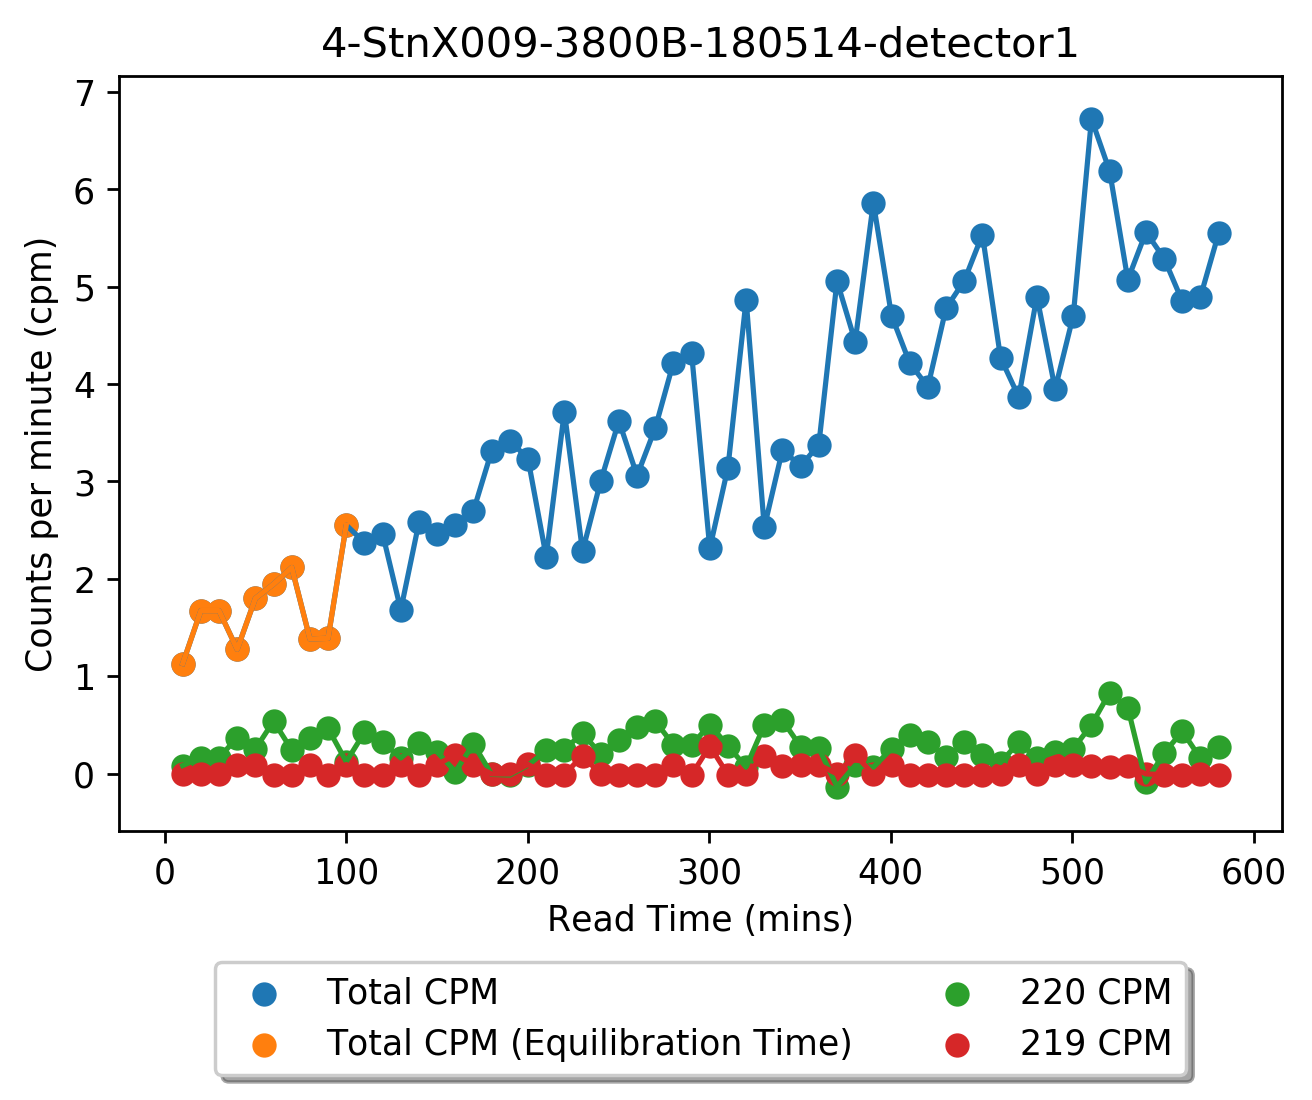 4-StnX009-3800B-180514-detector1
7
6
5
4
3
2
1
0
Counts per minute (cpm)
0 100 200 300 400 500 600
Read Time (mins)
Total CPM
Total CPM (Equilibration Time)
220 CPM
219 CPM